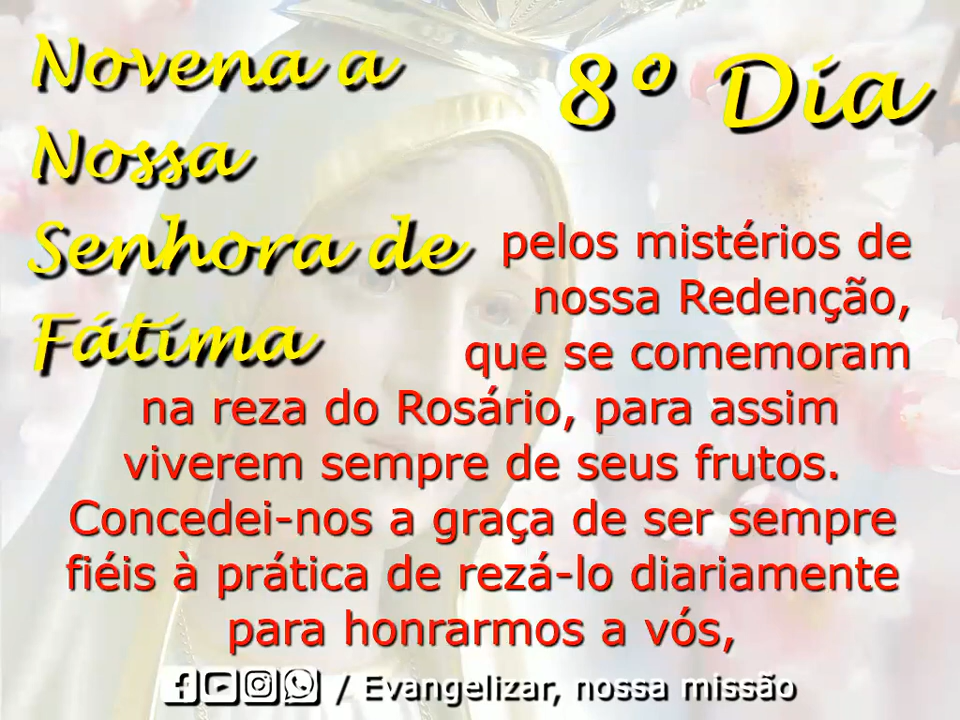 Novena a
Nossa
Senhora de
Fátima
8º Dia
pelos mistérios de
nossa Redenção,
que se comemoram
na reza do Rosário, para assim
viverem sempre de seus frutos.
Concedei-nos a graça de ser sempre
fiéis à prática de rezá-lo diariamente
para honrarmos a vós,
/ Evangelizar, nossa missão